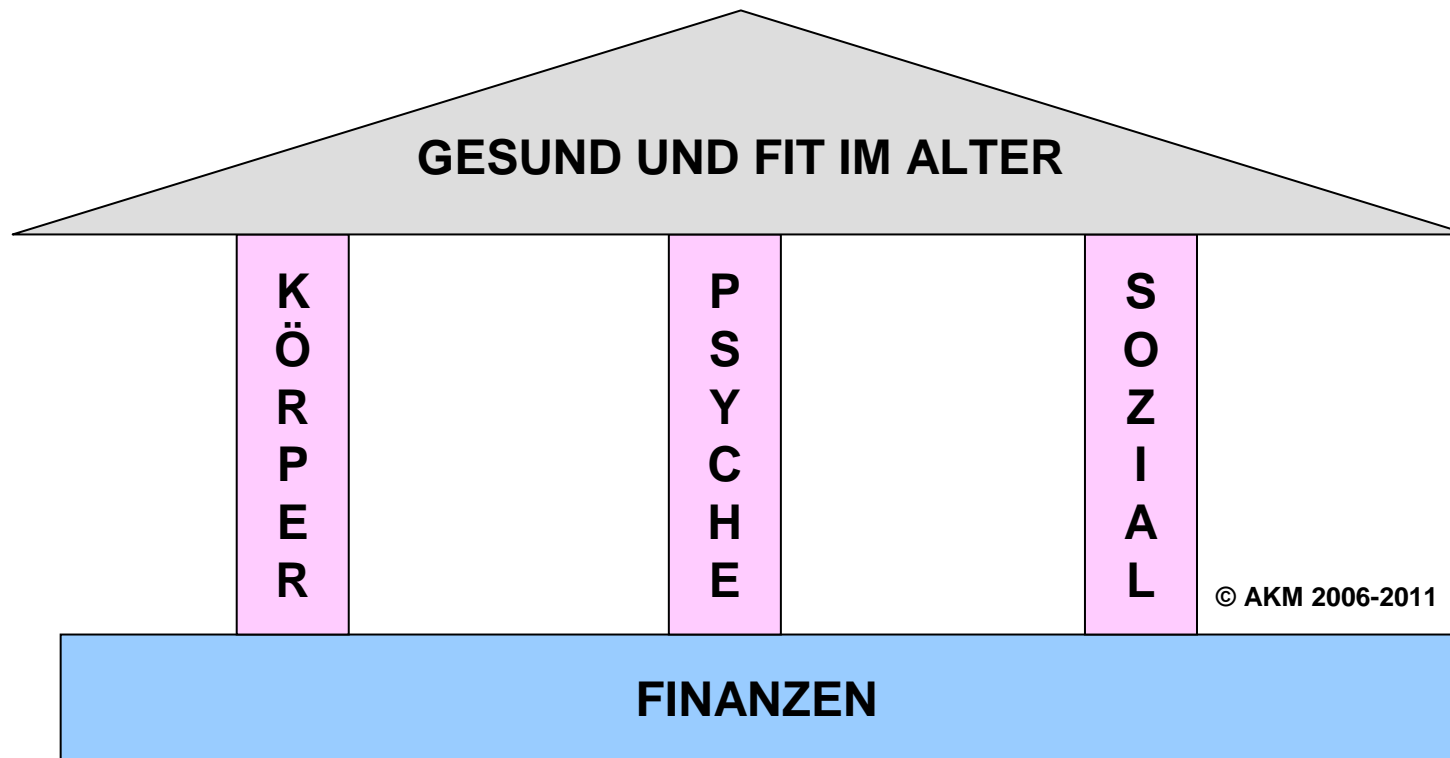 GESUND UND FIT IM ALTER
KÖRPER
PSYCHE
SOZIAL
© AKM 2006-2011
FINANZEN